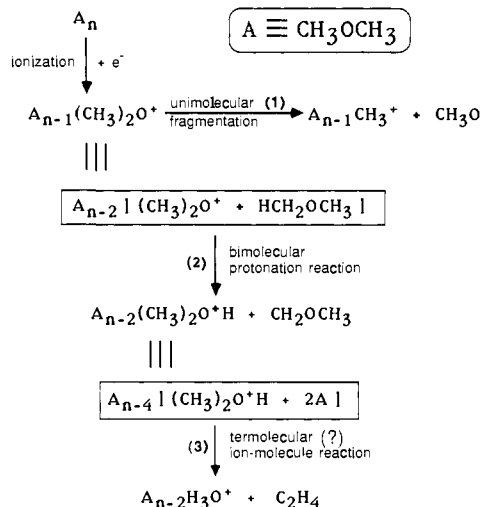 Aₙ
A ≡ CH₃OCH₃
ionization + e⁻
Aₙ₋₁(CH₃)₂O⁺ unimolecular (1) fragmentation Aₙ₋₁CH₃⁺ + CH₃O
|||
Aₙ₋₂ | (CH₃)₂O⁺ + HCH₂OCH₃ |
(2) bimolecular
protonation reaction
Aₙ₋₂(CH₃)₂O⁺H + CH₂OCH₃
|||
Aₙ₋₄ | (CH₃)₂O⁺H + 2A |
(3) termolecular (?)
ion-molecule reaction
Aₙ₋₂H₃O⁺ + C₂H₄